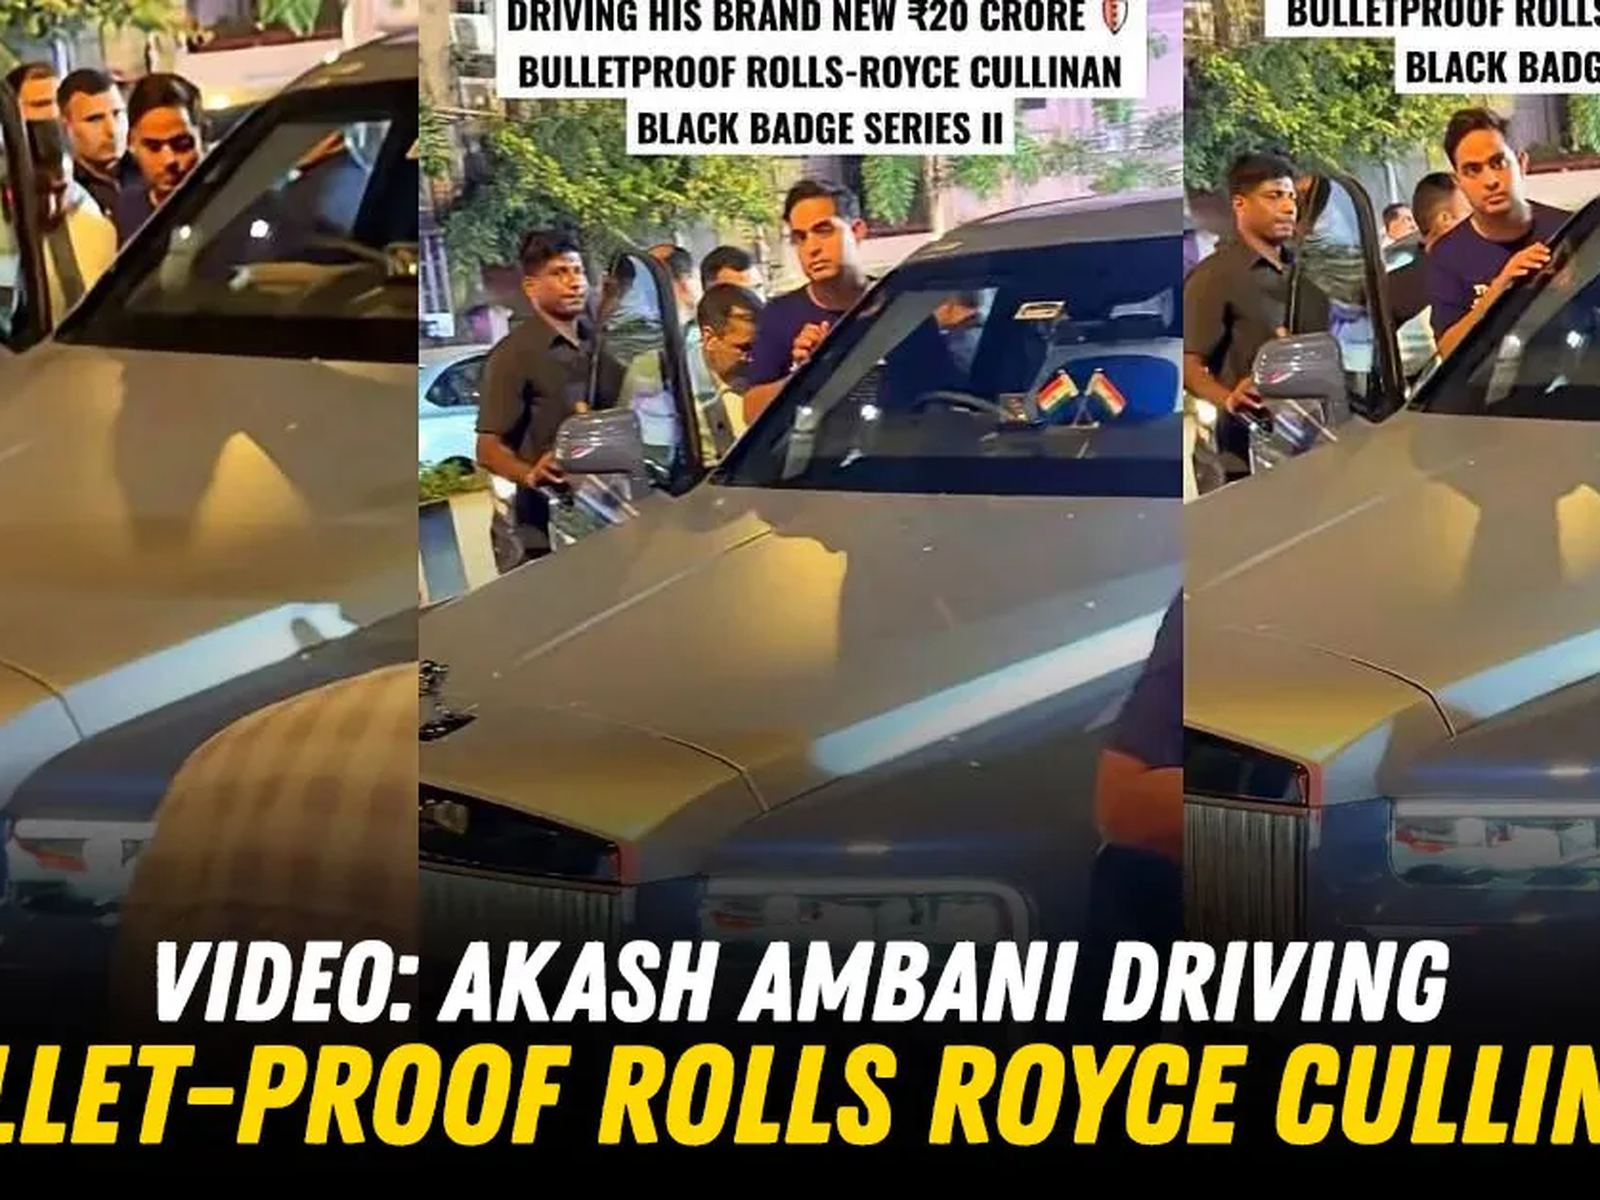 DRIVING HIS BRAND NEW ₹20 CRORE
BULLETPROOF ROLLS-ROYCE CULLINAN
BLACK BADGE SERIES II
BULLETPROOF ROLLS
BLACK BADG
VIDEO: AKASH AMBANI DRIVING
LLET-PROOF ROLLS ROYCE CULLIN